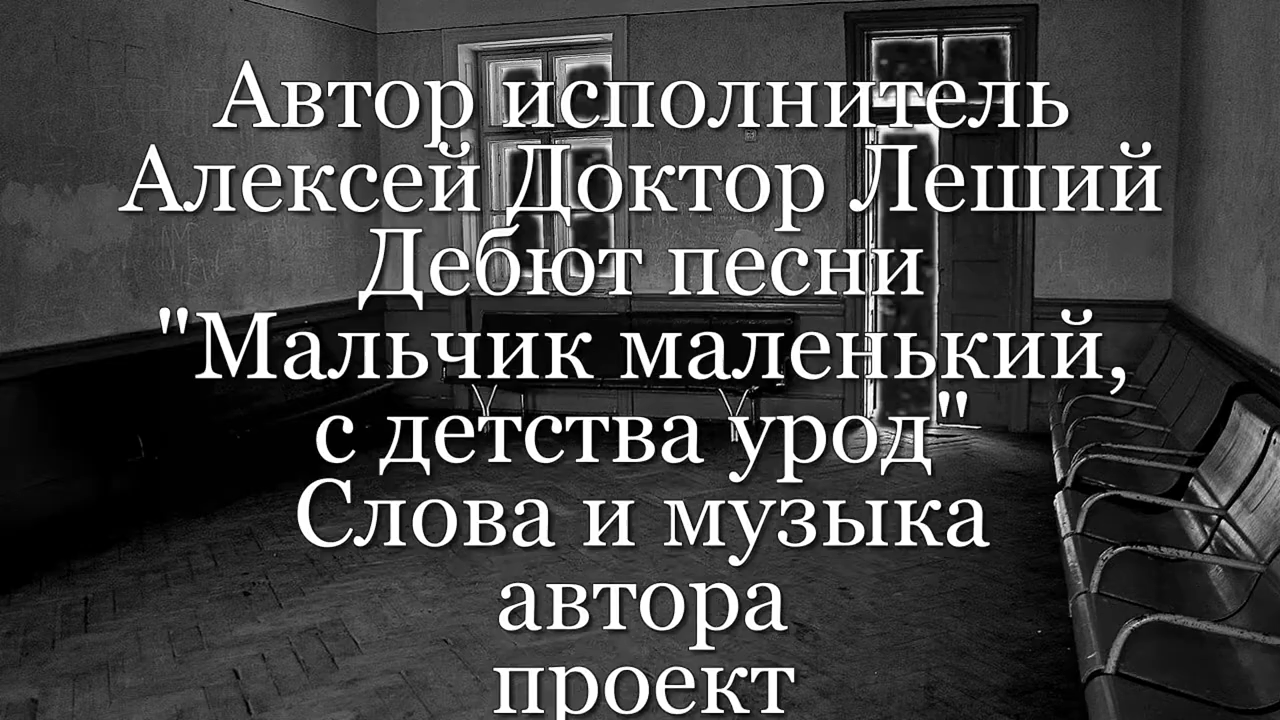 Автор исполнитель
Алексей Доктор Леший
Дебют песни
"Мальчик маленький,
с детства урод"
Слова и музыка
автора
проект